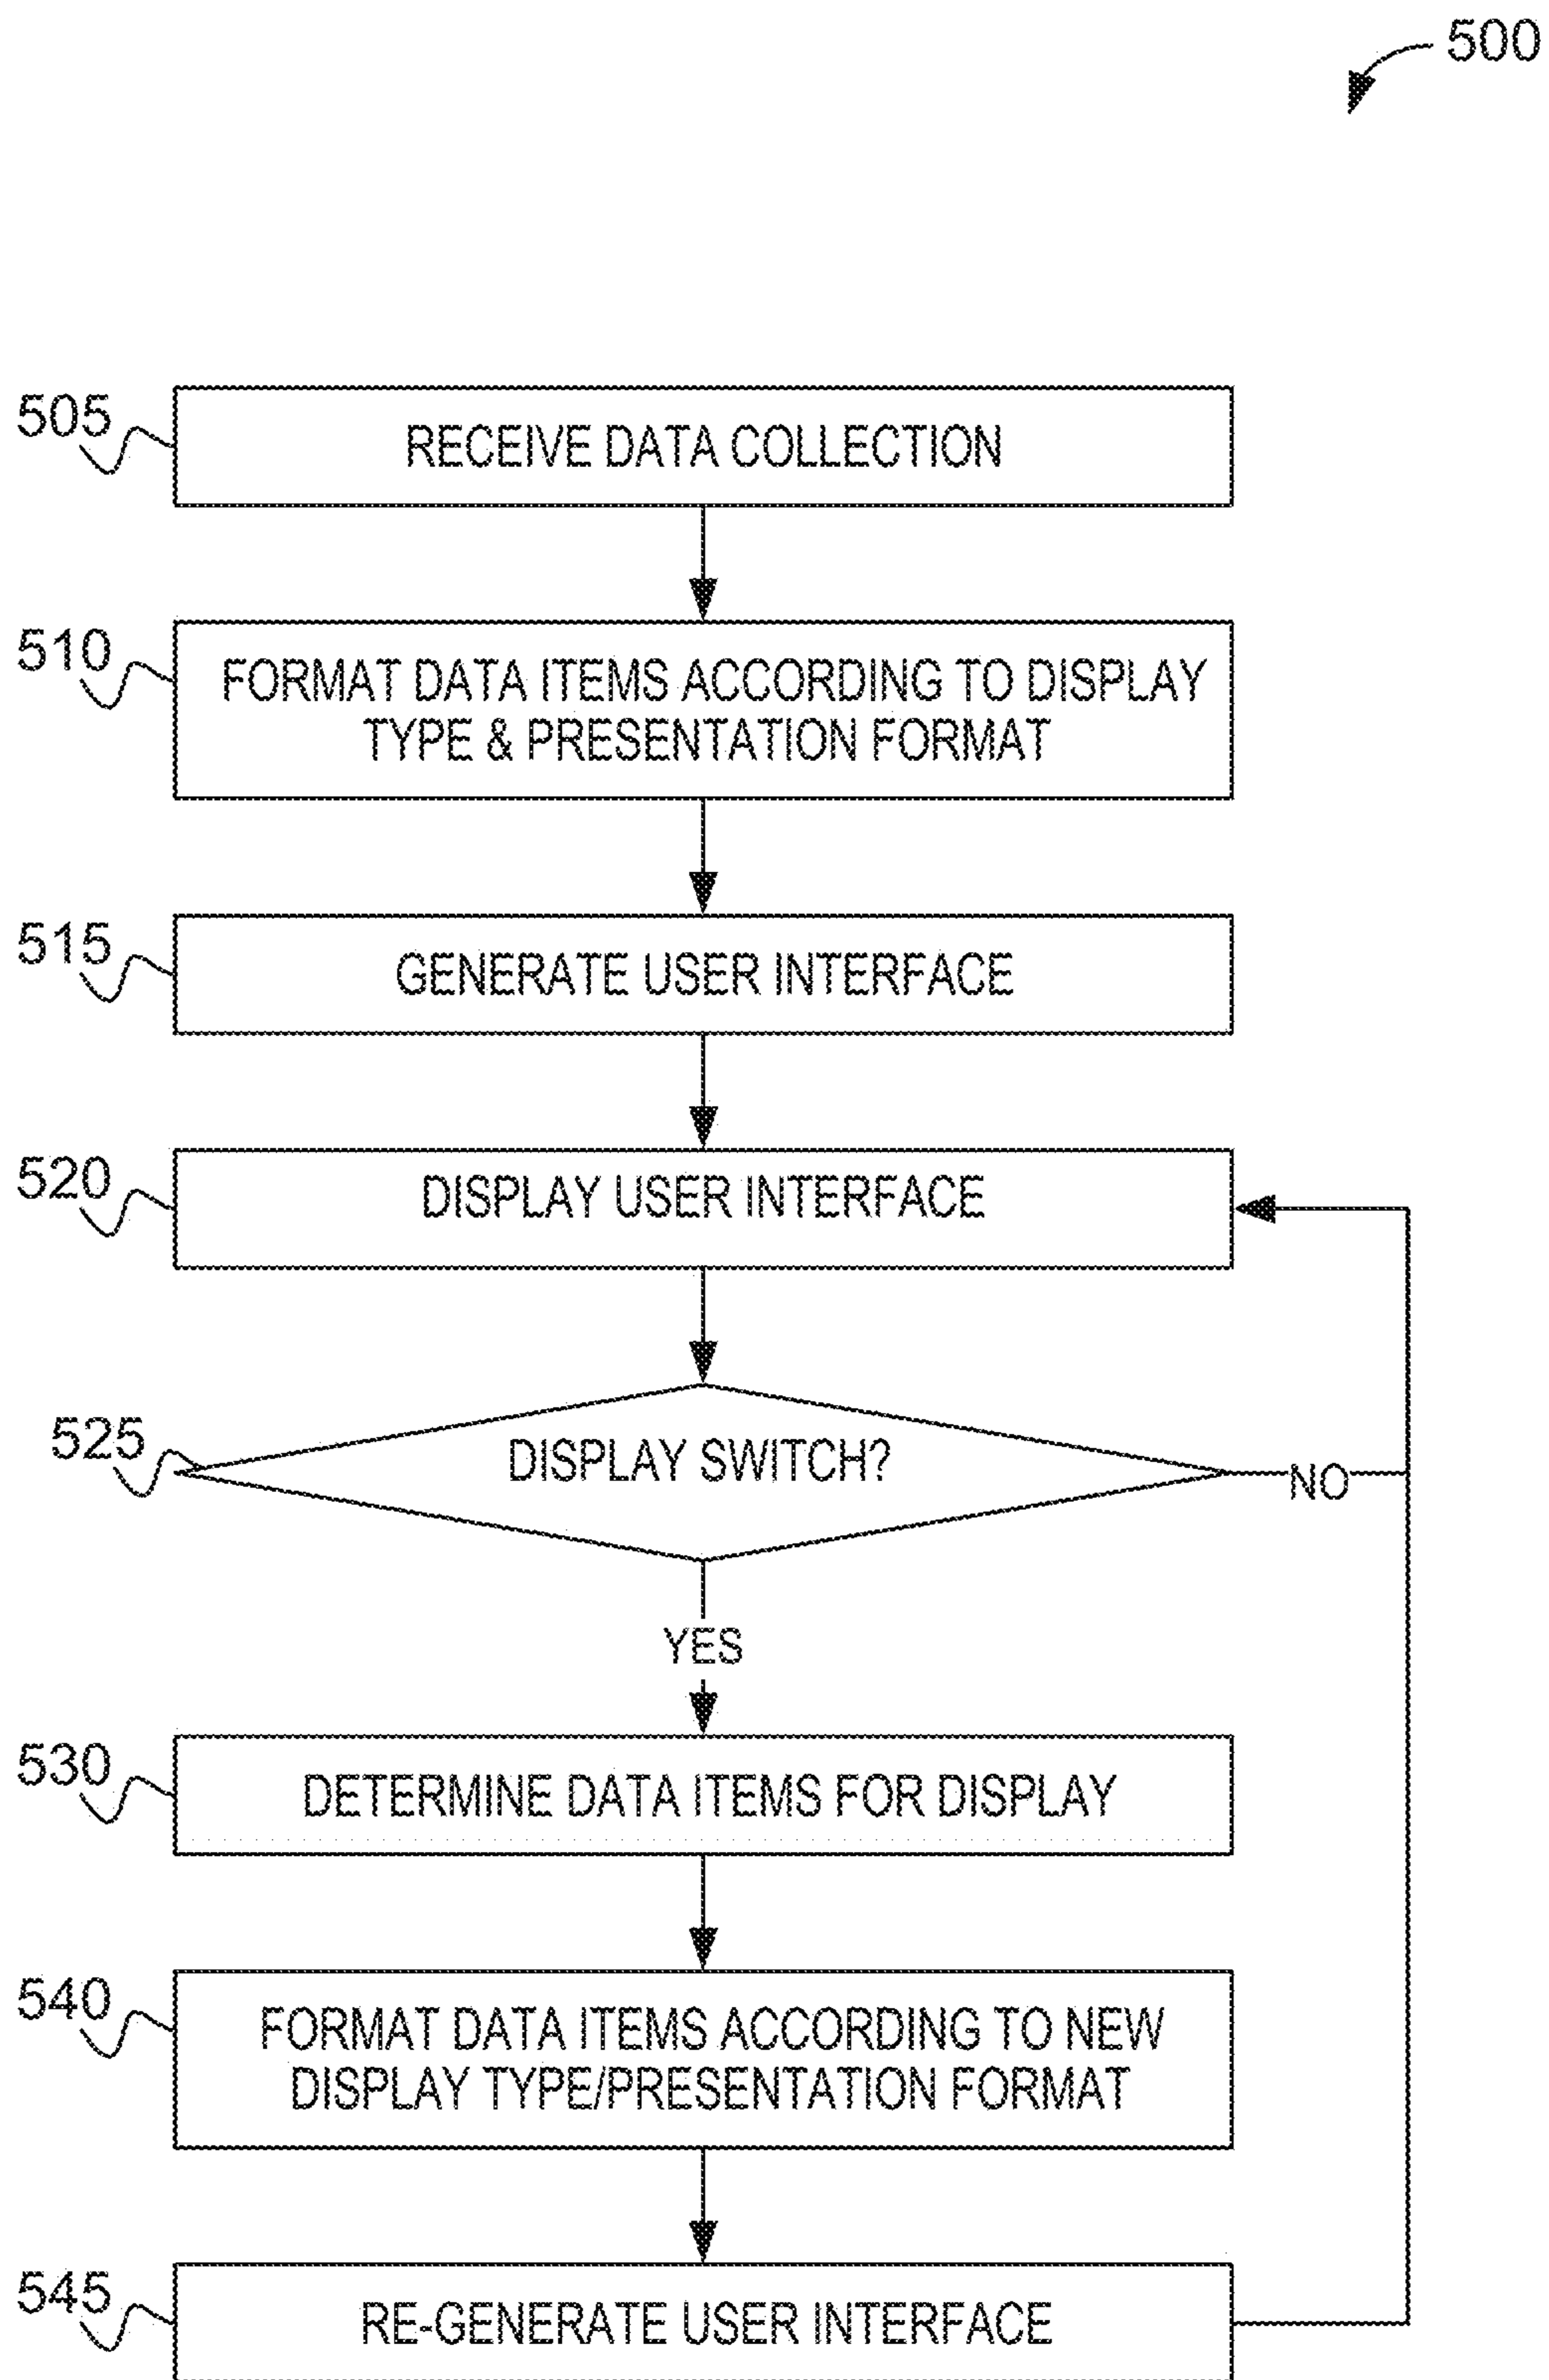 500
505
RECEIVE DATA COLLECTION
510
FORMAT DATA ITEMS ACCORDING TO DISPLAY
TYPE & PRESENTATION FORMAT
515
GENERATE USER INTERFACE
520
DISPLAY USER INTERFACE
525
DISPLAY SWITCH?
NO
YES
530
DETERMINE DATA ITEMS FOR DISPLAY
540
FORMAT DATA ITEMS ACCORDING TO NEW
DISPLAY TYPE/PRESENTATION FORMAT
545
RE-GENERATE USER INTERFACE